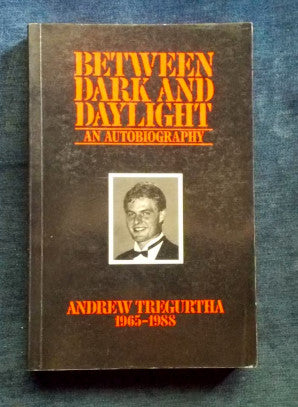 BETWEEN
DARK AND
DAYLIGHT
AN AUTOBIOGRAPHY
ANDREW TREGURTHA
1965–1988